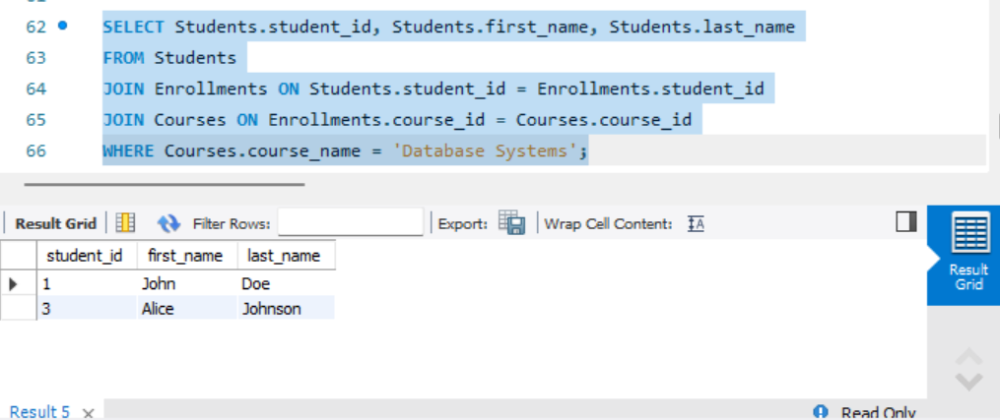 62 SELECT Students.student_id, Students.first_name, Students.last_name
63 FROM Students
64 JOIN Enrollments ON Students.student_id = Enrollments.student_id
65 JOIN Courses ON Enrollments.course_id = Courses.course_id
66 WHERE Courses.course_name = 'Database Systems';
Result Grid Filter Rows: Export: Wrap Cell Content: IA
student_id first_name last_name
1 John Doe
3 Alice Johnson
Result
Grid
Result 5 × Read Only